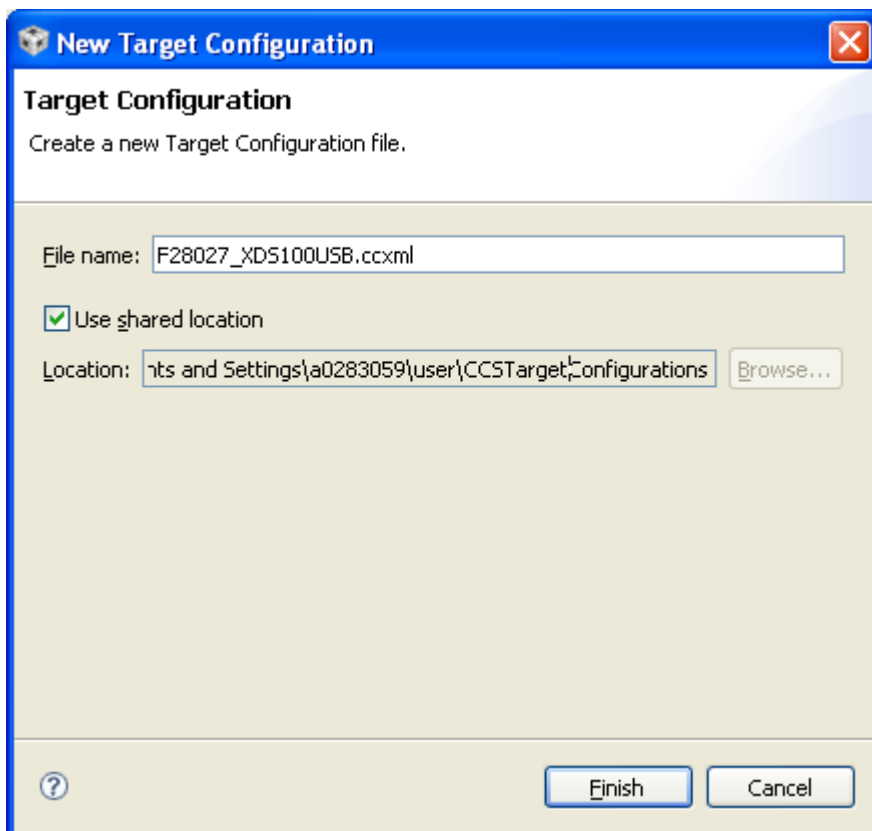 New Target Configuration
Target Configuration
Create a new Target Configuration file.
File name: F28027_XDS100USB.ccxml
Use shared location
Location: nts and Settings\a0283059\user\CCSTargetConfigurations Browse...
Finish Cancel